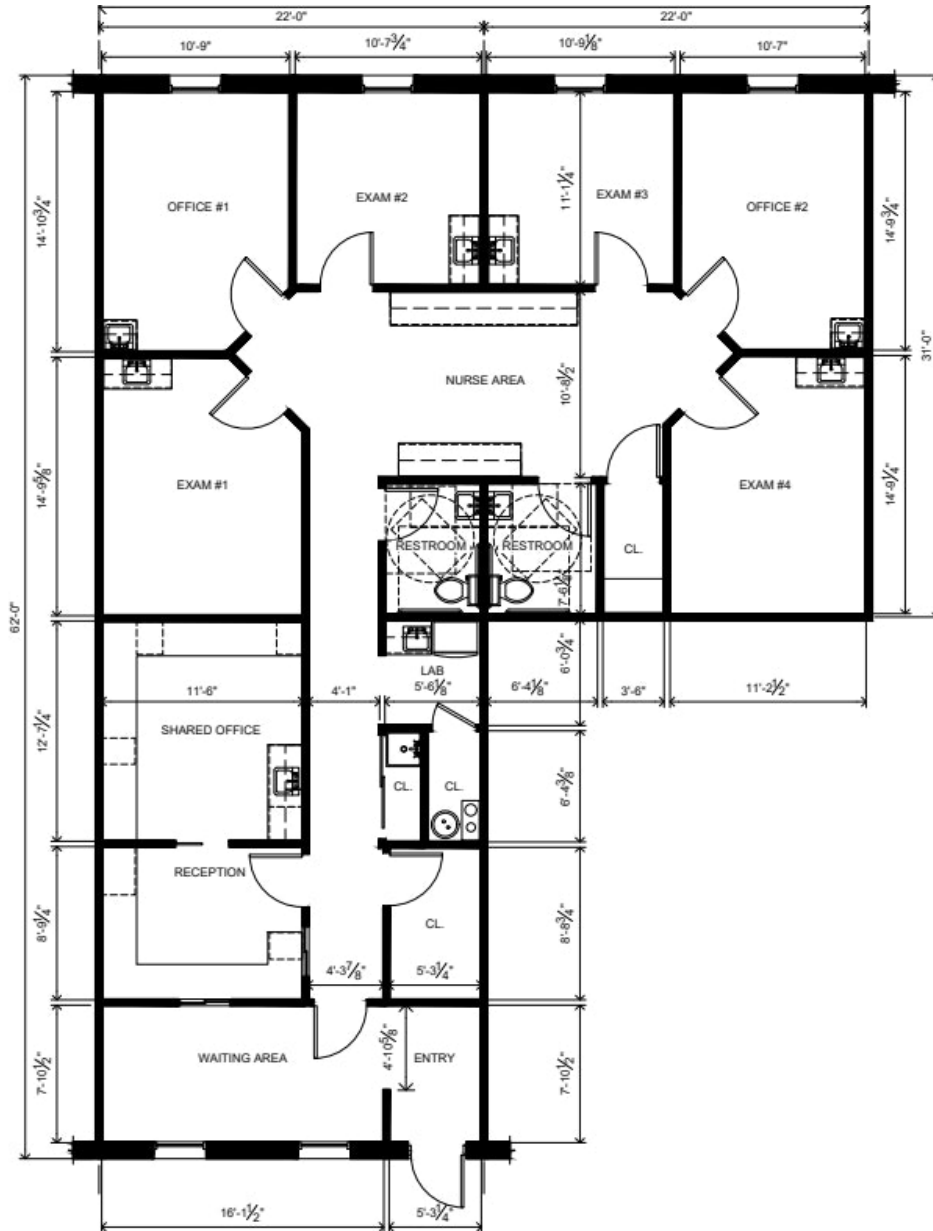 22'-0" 22'-0"
10'-9" 10'-7¾" 10'-9⅛" 10'-7"
OFFICE #1
EXAM #2
EXAM #3
OFFICE #2
14'-10¾"
11'-1¼"
14'-9¾"
31'-0"
NURSE AREA
10'-8½"
EXAM #1
EXAM #4
14'-9⅝"
14'-9¼"
RESTROOM RESTROOM
CL.
62'-0"
LAB
6'-0¾"
11'-6" 4'-1" 5'-6⅛" 6'-4⅛" 3'-6" 11'-2½"
SHARED OFFICE
12'-7¼"
CL. CL.
6'-4⅜"
RECEPTION
8'-9¼"
CL.
8'-8¾"
4'-3⅞" 5'-3¼"
WAITING AREA
4'-10⅝"
ENTRY
7'-10½"
7'-10½"
16'-1½" 5'-3¼"